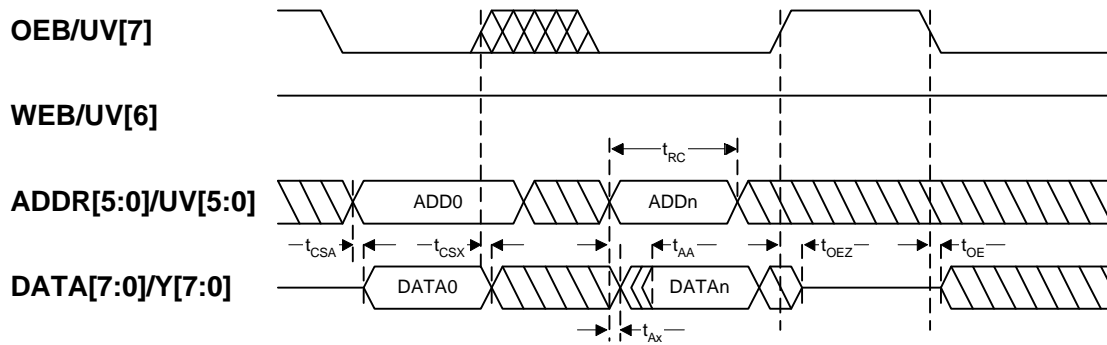 OEB/UV[7]
WEB/UV[6]
tRC
ADDR[5:0]/UV[5:0]
ADD0
ADDn
tCSA
tCSX
tAA
tOEZ
tOE
DATA[7:0]/Y[7:0]
DATA0
DATAn
tAx